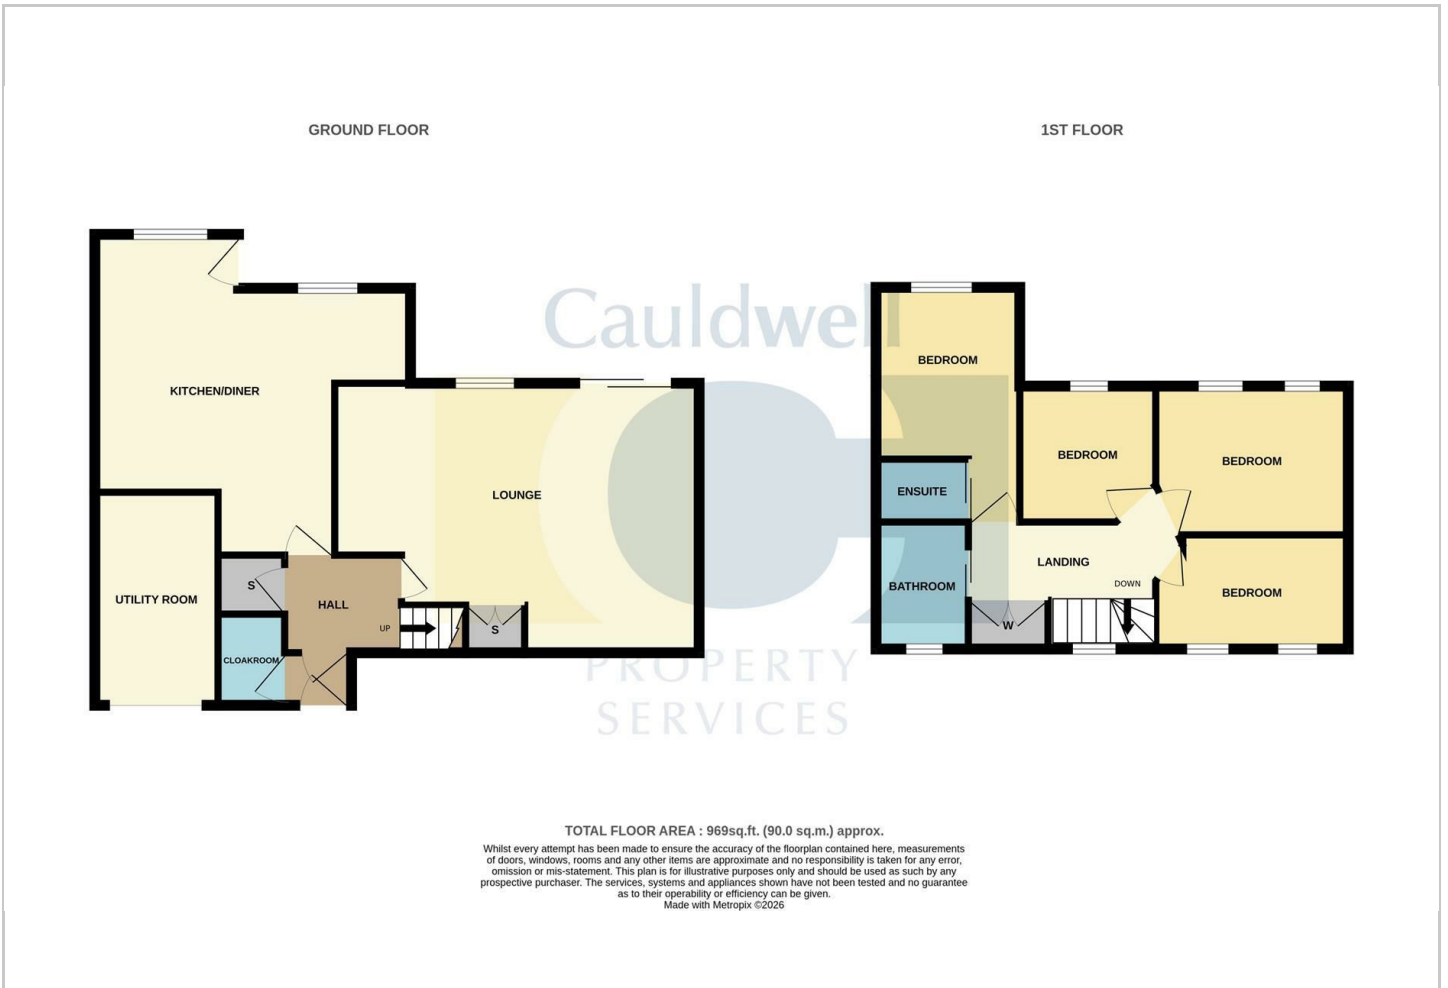 GROUND FLOOR
1ST FLOOR
Cauldwell
PROPERTY
SERVICES
KITCHEN/DINER
LOUNGE
UTILITY ROOM
S
HALL
UP
S
CLOAKROOM
BEDROOM
BEDROOM
BEDROOM
ENSUITE
LANDING
BATHROOM
DOWN
BEDROOM
W
TOTAL FLOOR AREA : 969sq.ft. (90.0 sq.m.) approx.
Whilst every attempt has been made to ensure the accuracy of the floorplan contained here, measurements
of doors, windows, rooms and any other items are approximate and no responsibility is taken for any error,
omission or mis-statement. This plan is for illustrative purposes only and should be used as such by any
prospective purchaser. The services, systems and appliances shown have not been tested and no guarantee
as to their operability or efficiency can be given.
Made with Metropix ©2026